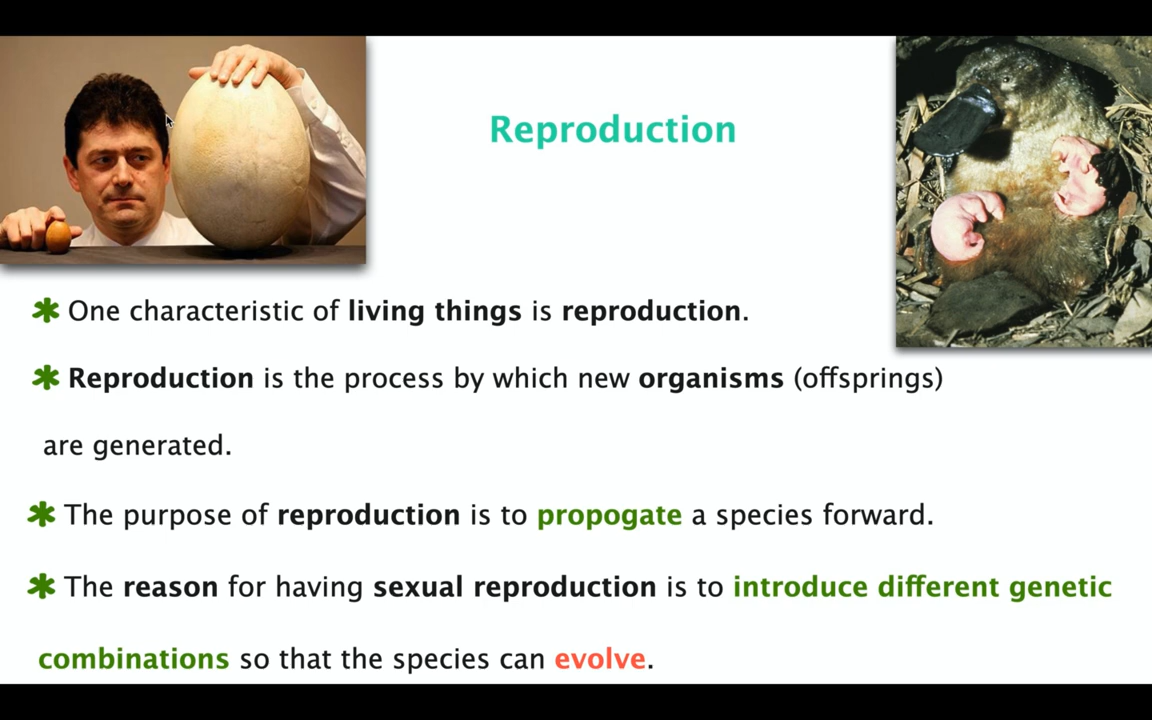 Reproduction
✱ One characteristic of living things is reproduction.
✱ Reproduction is the process by which new organisms (offsprings)
are generated.
✱ The purpose of reproduction is to propogate a species forward.
✱ The reason for having sexual reproduction is to introduce different genetic
combinations so that the species can evolve.